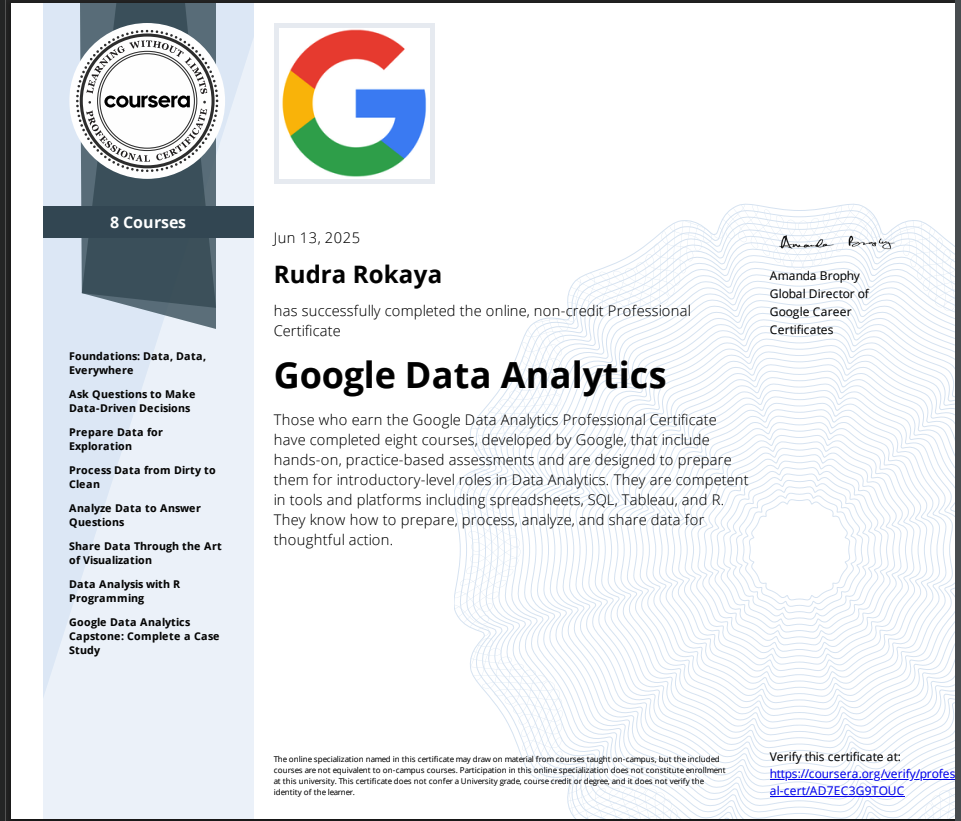 LEARNING WITHOUT LIMITS
coursera
PROFESSIONAL CERTIFICATE
8 Courses
Foundations: Data, Data,
Everywhere
Ask Questions to Make
Data-Driven Decisions
Prepare Data for
Exploration
Process Data from Dirty to
Clean
Analyze Data to Answer
Questions
Share Data Through the Art
of Visualization
Data Analysis with R
Programming
Google Data Analytics
Capstone: Complete a Case
Study
G
Jun 13, 2025
Rudra Rokaya
has successfully completed the online, non-credit Professional
Certificate
Google Data Analytics
Those who earn the Google Data Analytics Professional Certificate
have completed eight courses, developed by Google, that include
hands-on, practice-based assessments and are designed to prepare
them for introductory-level roles in Data Analytics. They are competent
in tools and platforms including spreadsheets, SQL, Tableau, and R.
They know how to prepare, process, analyze, and share data for
thoughtful action.
Amanda Brophy
Amanda Brophy
Global Director of
Google Career
Certificates
The online specialization named in this certificate may draw on material from courses taught on-campus, but the included
courses are not equivalent to on-campus courses. Participation in this online specialization does not constitute enrollment
at this university. This certificate does not confer a University grade, course credit or degree, and it does not verify the
identity of the learner.
Verify this certificate at:
https://coursera.org/verify/profes
al-cert/AD7EC3G9TOUC